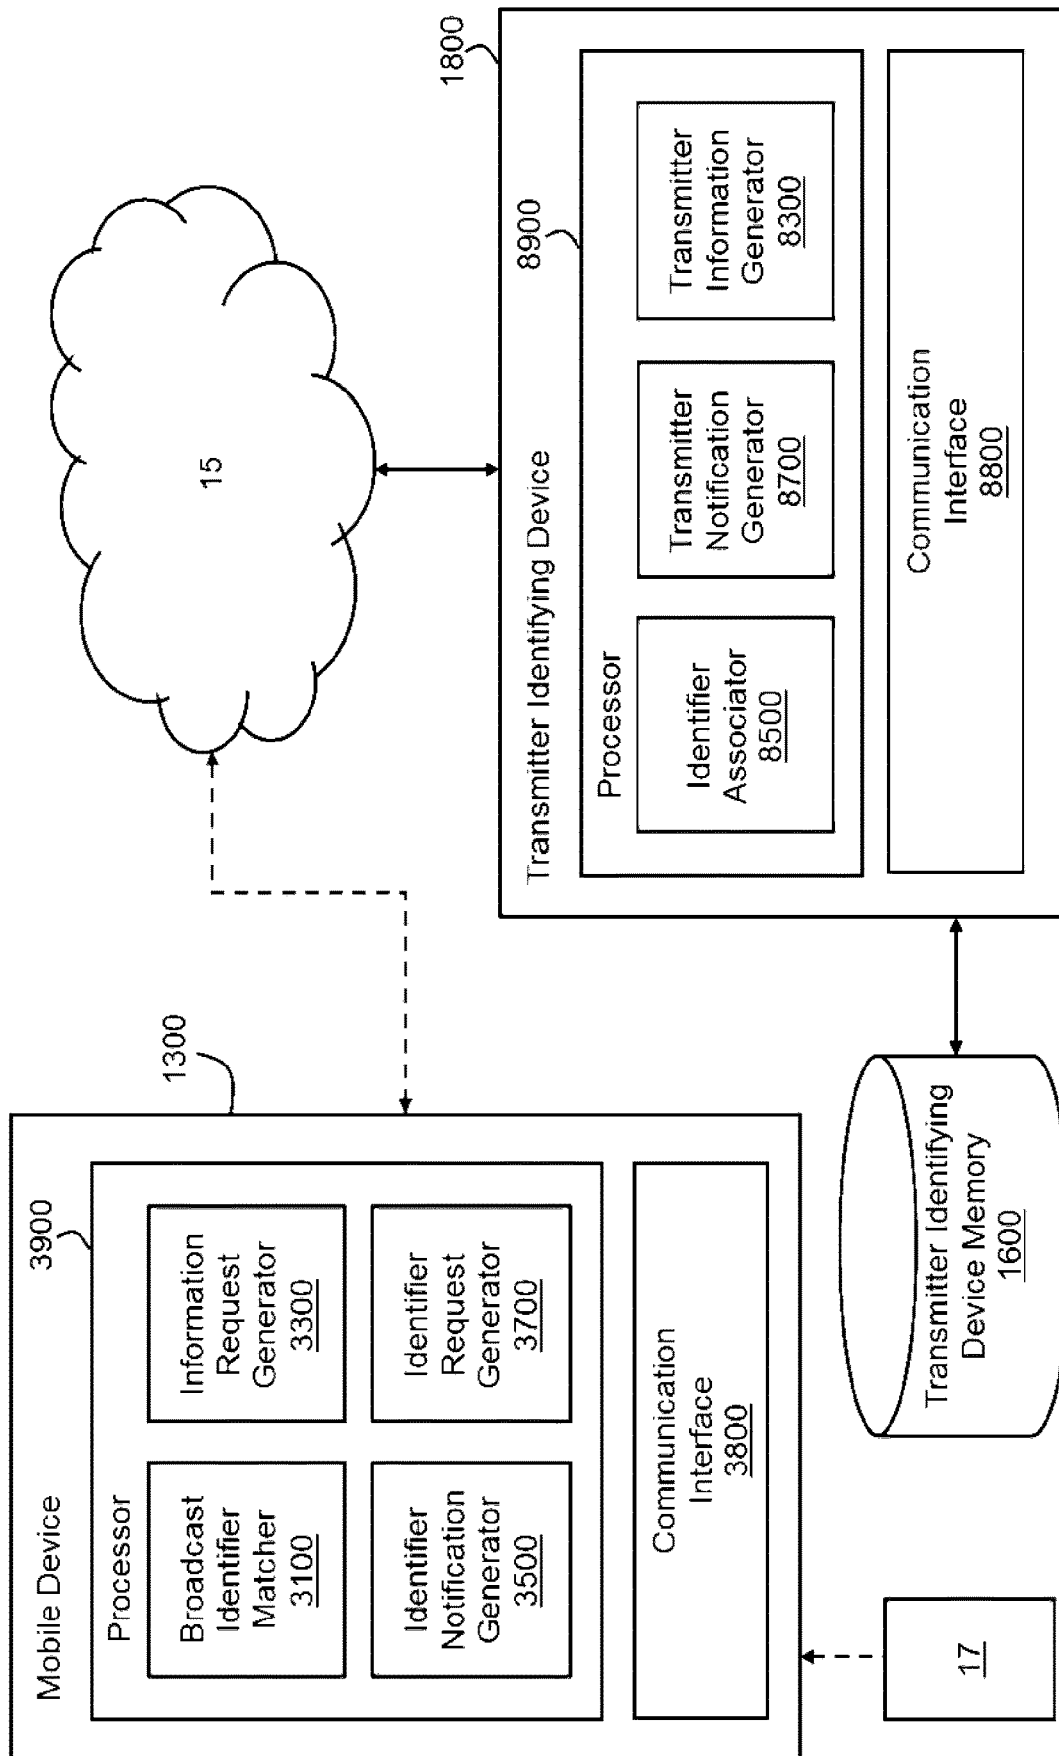 Mobile Device
1300
3900
Processor
Broadcast
Identifier
Matcher
3100
Information
Request
Generator
3300
Identifier
Notification
Generator
3500
Identifier
Request
Generator
3700
Communication
Interface
3800
17
15
Transmitter Identifying
Device Memory
1600
1800
Transmitter Identifying Device
8900
Processor
Identifier
Associator
8500
Transmitter
Notification
Generator
8700
Transmitter
Information
Generator
8300
Communication
Interface
8800